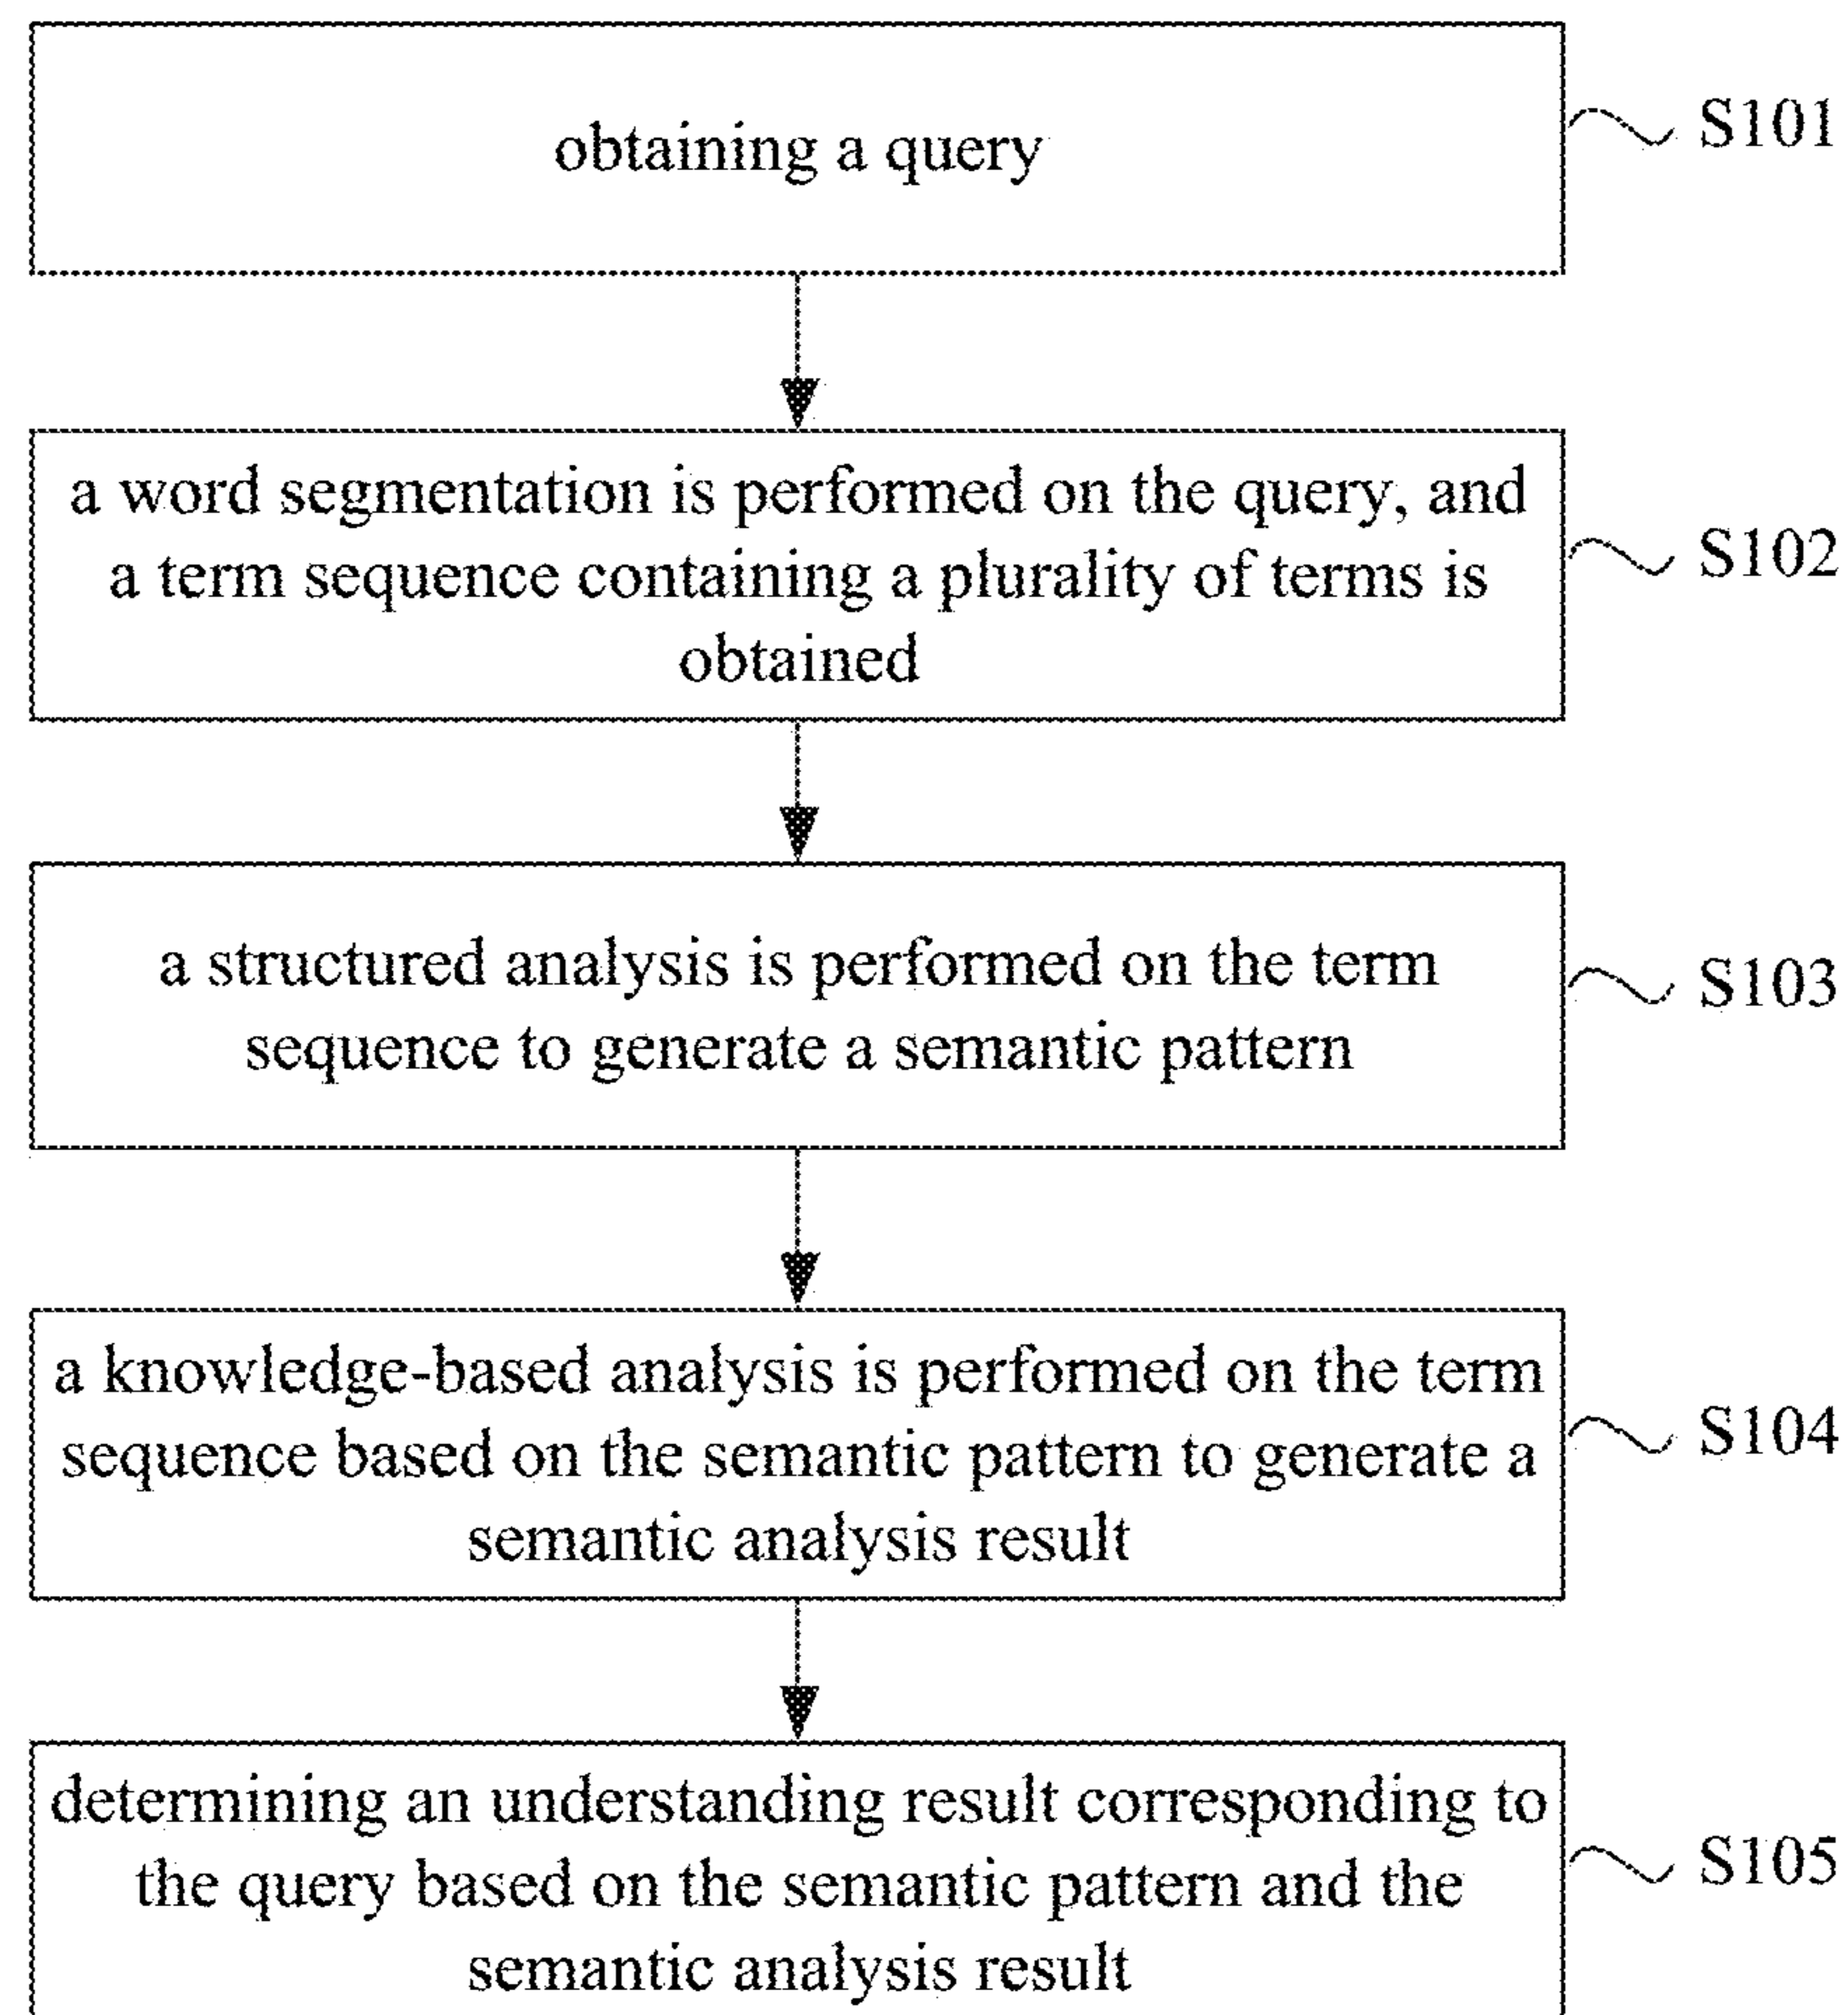 obtaining a query
S101
a word segmentation is performed on the query, and
a term sequence containing a plurality of terms is
obtained
S102
a structured analysis is performed on the term
sequence to generate a semantic pattern
S103
a knowledge-based analysis is performed on the term
sequence based on the semantic pattern to generate a
semantic analysis result
S104
determining an understanding result corresponding to
the query based on the semantic pattern and the
semantic analysis result
S105